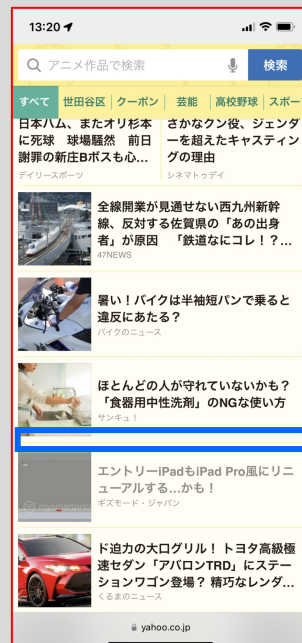 13:20
アニメ作品で検索
検索
すべて 世田谷区 クーポン 芸能 高校野球 スポー
日本ハム、またオリ杉本
に死球 球場騒然 前日
謝罪の新庄Bボスも心…
デイリースポーツ
さかなクン役、ジェンダ
ーを超えたキャスティン
グの理由
シネマトゥデイ
全線開業が見通せない西九州新幹
線、反対する佐賀県の「あの出身
者」が原因 「鉄道なにコレ！？…
47NEWS
暑い！バイクは半袖短パンで乗ると
違反にあたる？
バイクのニュース
ほとんどの人が守れていないかも？
「食器用中性洗剤」のNGな使い方
サンキュ！
エントリーiPadもiPad Pro風にリニ
ューアルする…かも！
ギズモード・ジャパン
ド迫力の大口グリル！ トヨタ高級極
速セダン「アバロンTRD」にステー
ションワゴン登場？ 精巧なレンダ…
くるまのニュース
yahoo.co.jp